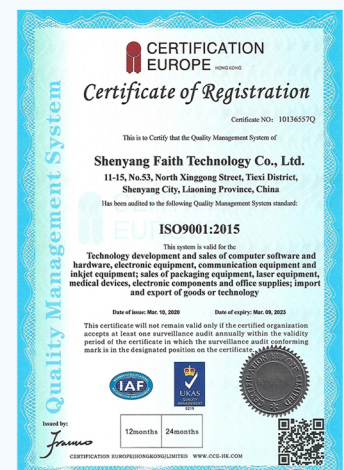 CERTIFICATION
EUROPE HONG KONG
Certificate of Registration
Certificate NO: 10136557Q
This is to Certify that the Quality Management System of
Shenyang Faith Technology Co., Ltd.
11-15, No.53, North Xinggong Street, Tiexi District,
Shenyang City, Liaoning Province, China
Has been audited to the following Quality Management System standard:
ISO9001:2015
This system is valid for the
Technology development and sales of computer software and
hardware, electronic equipment, communication equipment and
inkjet equipment; sales of packaging equipment, laser equipment,
medical devices, electronic components and office supplies; import
and export of goods or technology
Date of issue: Mar. 10, 2020 Date of expiry: Mar. 09, 2023
This certificate will not remain valid only if the certified organization
accepts at least one surveillance audit annually within the validity
period of the certificate in which the surveillance audit conforming
mark is in the designated position on the certificate.
Quality Management System
IAF
UKAS
QUALITY
MANAGEMENT
0219
Issued by:
12months 24months
CERTIFICATION EUROPE(HONGKONG)LIMITED WWW.CCE-HK.COM